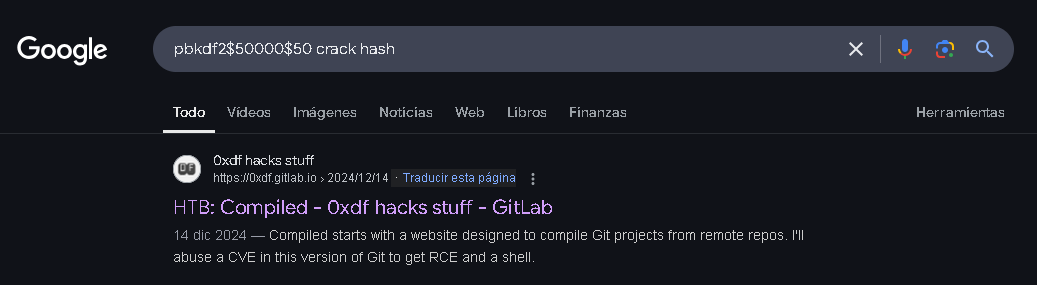 Google
pbkdf2$50000$50 crack hash
Todo Vídeos Imágenes Noticias Web Libros Finanzas Herramientas
0xdf hacks stuff
https://0xdf.gitlab.io › 2024/12/14 · Traducir esta página
HTB: Compiled - 0xdf hacks stuff - GitLab
14 dic 2024 — Compiled starts with a website designed to compile Git projects from remote repos. I'll
abuse a CVE in this version of Git to get RCE and a shell.